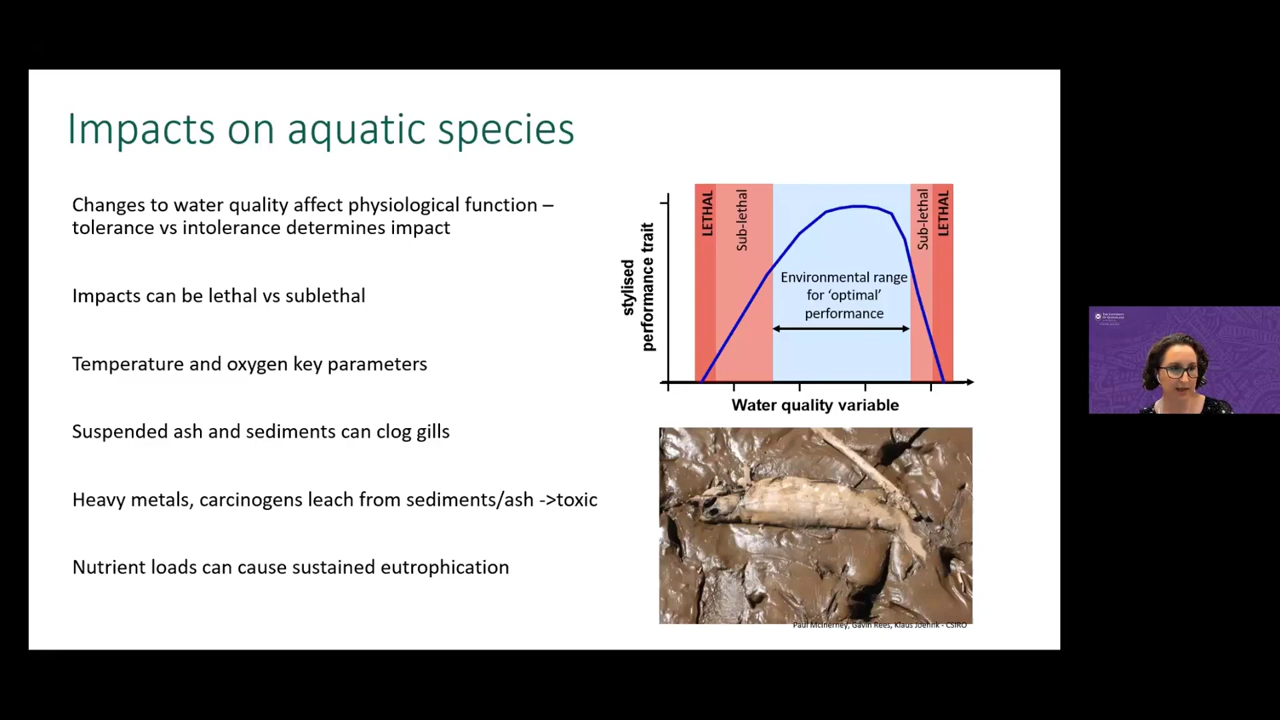 Impacts on aquatic species
Changes to water quality affect physiological function –
tolerance vs intolerance determines impact
Impacts can be lethal vs sublethal
Temperature and oxygen key parameters
Suspended ash and sediments can clog gills
Heavy metals, carcinogens leach from sediments/ash ->toxic
Nutrient loads can cause sustained eutrophication
stylised
performance trait
LETHAL
Sub-lethal
Environmental range
for ‘optimal’
performance
Sub-lethal
LETHAL
Water quality variable
Paul McInerney, Gavin Rees, Klaus Joehnk - CSIRO